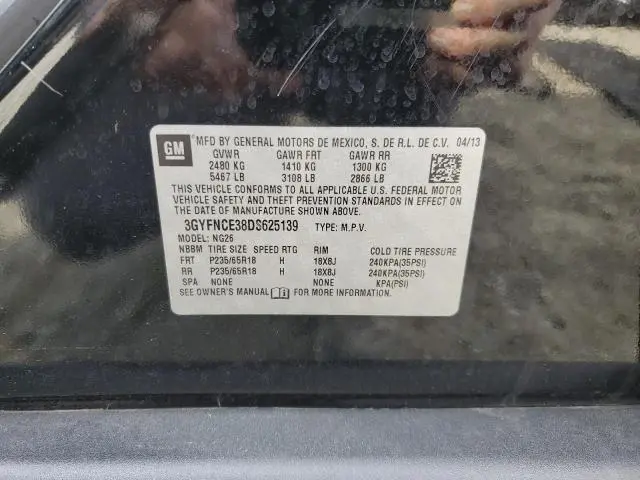 GM
MFD BY GENERAL MOTORS DE MEXICO, S. DE R.L. DE C.V. 04/13
GVWR GAWR FRT GAWR RR
2480 KG 1410 KG 1300 KG
5467 LB 3108 LB 2866 LB
THIS VEHICLE CONFORMS TO ALL APPLICABLE U.S. FEDERAL MOTOR
VEHICLE SAFETY AND THEFT PREVENTION STANDARDS IN EFFECT ON
THE DATE OF MANUFACTURE SHOWN ABOVE.
3GYFNCE38DS625139 TYPE: M.P.V.
MODEL: NG26
NBBM TIRE SIZE SPEED RTG RIM COLD TIRE PRESSURE
FRT P235/65R18 H 18X8J 240KPA(35PSI)
RR P235/65R18 H 18X8J 240KPA(35PSI)
SPA NONE NONE KPA(PSI)
SEE OWNER'S MANUAL FOR MORE INFORMATION.